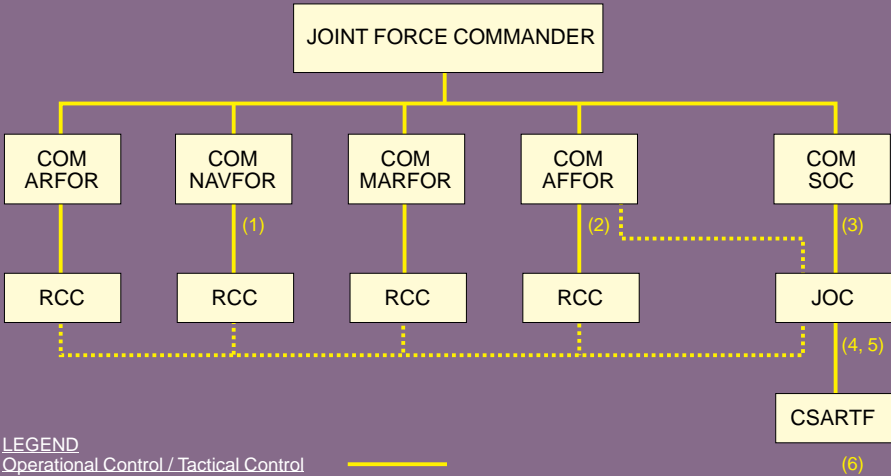 JOINT FORCE COMMANDER
COM
ARFOR
COM
NAVFOR
COM
MARFOR
COM
AFFOR
COM
SOC
(1)
(2)
(3)
RCC
RCC
RCC
RCC
JOC
(4, 5)
CSARTF
(6)
LEGEND
Operational Control / Tactical Control